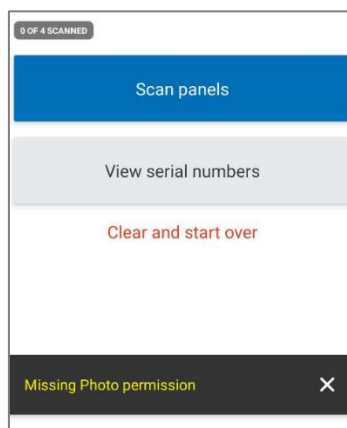 0 OF 4 SCANNED
Scan panels
View serial numbers
Clear and start over
Missing Photo permission